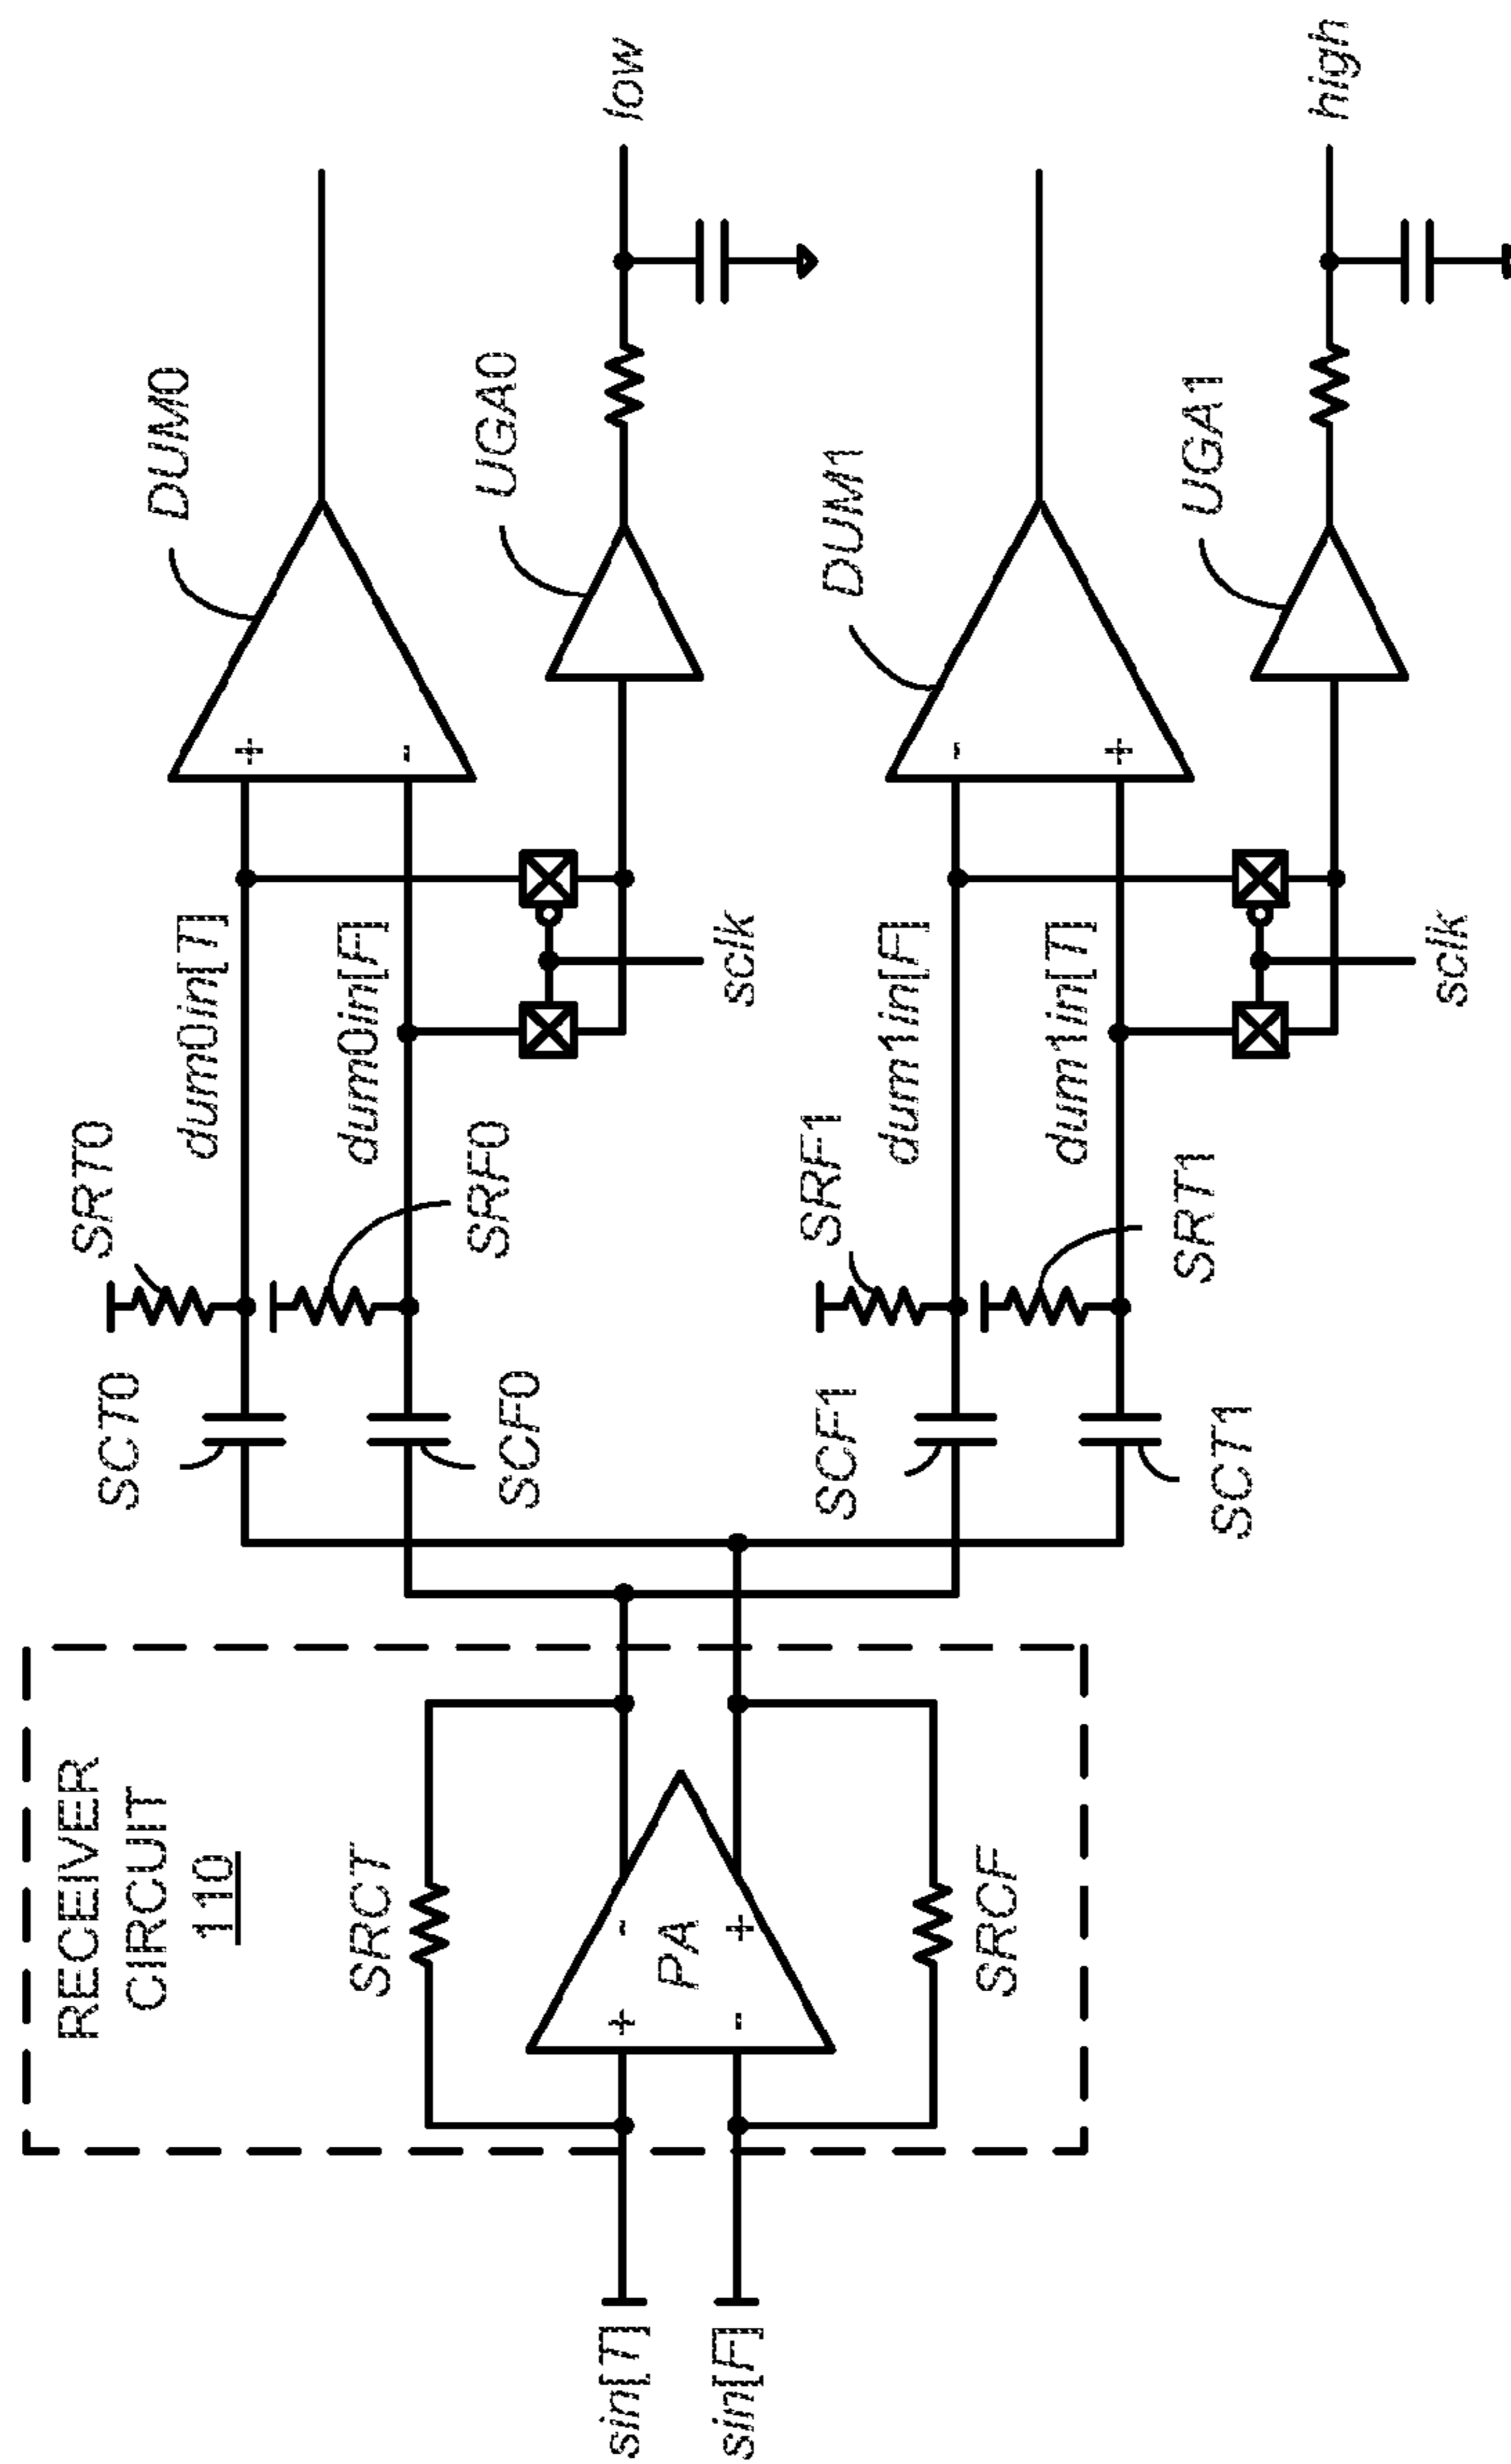 RECEIVER
CIRCUIT
110
sin[T]
sin[F]
SRCT
SRCF
PA
+
-
-
+
SCT0
SCF0
SCF1
SCT1
SRT0
SRF0
SRF1
SRT1
dum0in[T]
dum0in[F]
dum1in[F]
dum1in[T]
sclk
sclk
+
-
-
+
DUM0
UGA0
DUM1
UGA1
low
high